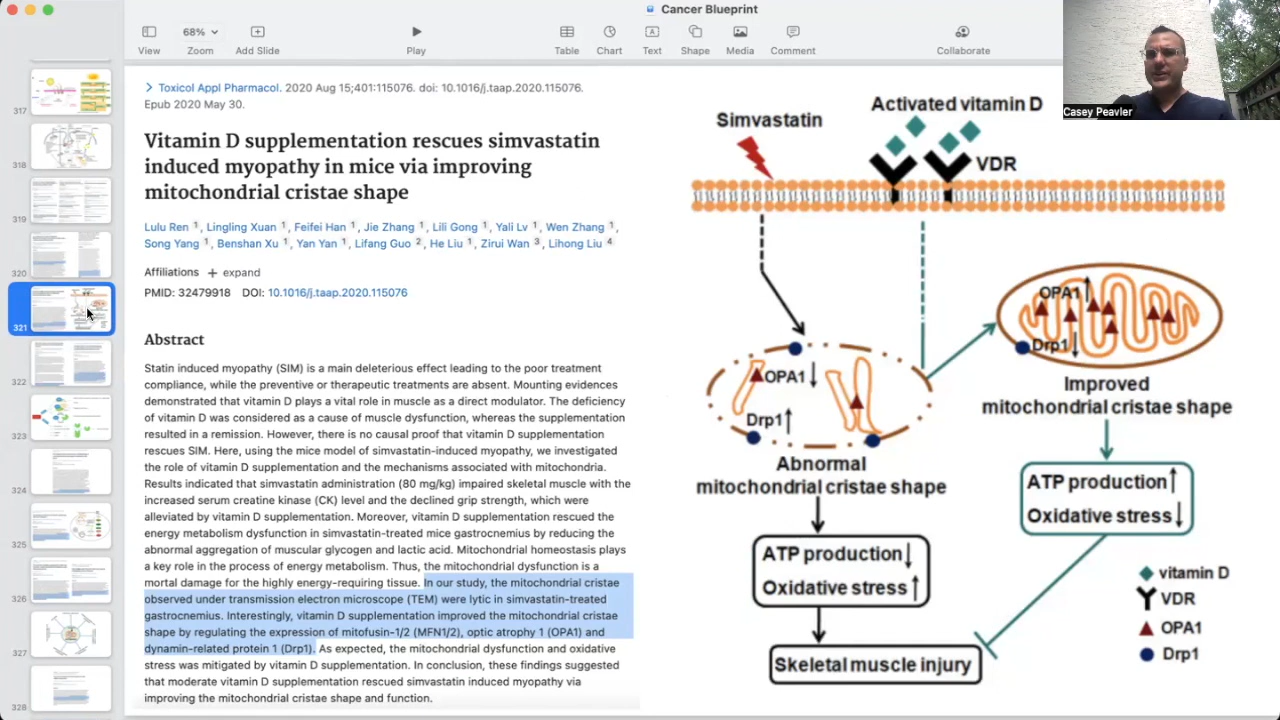 Cancer Blueprint
68%
View
Zoom
Add Slide
Play
Table
Chart
Text
Shape
Media
Comment
Collaborate
Casey Peavler
317
318
319
320
321
322
323
324
325
326
327
328
Toxicol Appl Pharmacol. 2020 Aug 15;401:115076. doi: 10.1016/j.taap.2020.115076.
Epub 2020 May 30.
Vitamin D supplementation rescues simvastatin
induced myopathy in mice via improving
mitochondrial cristae shape
Lulu Ren 1, Lingling Xuan 1, Feifei Han 1, Jie Zhang 1, Lili Gong 1, Yali Lv 1, Wen Zhang 1,
Song Yang 1, Benshan Xu 1, Yan Yan 1, Lifang Guo 2, He Liu 1, Zirui Wan 3, Lihong Liu 4
Affiliations + expand
PMID: 32479918 DOI: 10.1016/j.taap.2020.115076
Abstract
Statin induced myopathy (SIM) is a main deleterious effect leading to the poor treatment
compliance, while the preventive or therapeutic treatments are absent. Mounting evidences
demonstrated that vitamin D plays a vital role in muscle as a direct modulator. The deficiency
of vitamin D was considered as a cause of muscle dysfunction, whereas the supplementation
resulted in a remission. However, there is no causal proof that vitamin D supplementation
rescues SIM. Here, using the mice model of simvastatin-induced myopathy, we investigated
the role of vitamin D supplementation and the mechanisms associated with mitochondria.
Results indicated that simvastatin administration (80 mg/kg) impaired skeletal muscle with the
increased serum creatine kinase (CK) level and the declined grip strength, which were
alleviated by vitamin D supplementation. Moreover, vitamin D supplementation rescued the
energy metabolism dysfunction in simvastatin-treated mice gastrocnemius by reducing the
abnormal aggregation of muscular glycogen and lactic acid. Mitochondrial homeostasis plays
a key role in the process of energy metabolism. Thus, the mitochondrial dysfunction is a
mortal damage for the highly energy-requiring tissue. In our study, the mitochondrial cristae
observed under transmission electron microscope (TEM) were lytic in simvastatin-treated
gastrocnemius. Interestingly, vitamin D supplementation improved the mitochondrial cristae
shape by regulating the expression of mitofusin-1/2 (MFN1/2), optic atrophy 1 (OPA1) and
dynamin-related protein 1 (Drp1). As expected, the mitochondrial dysfunction and oxidative
stress was mitigated by vitamin D supplementation. In conclusion, these findings suggested
that moderate vitamin D supplementation rescued simvastatin induced myopathy via
improving the mitochondrial cristae shape and function.
Activated vitamin D
Simvastatin
VDR
OPA1
Drp1
Improved
mitochondrial cristae shape
OPA1
Drp1
Abnormal
mitochondrial cristae shape
ATP production
Oxidative stress
ATP production
Oxidative stress
Skeletal muscle injury
vitamin D
VDR
OPA1
Drp1